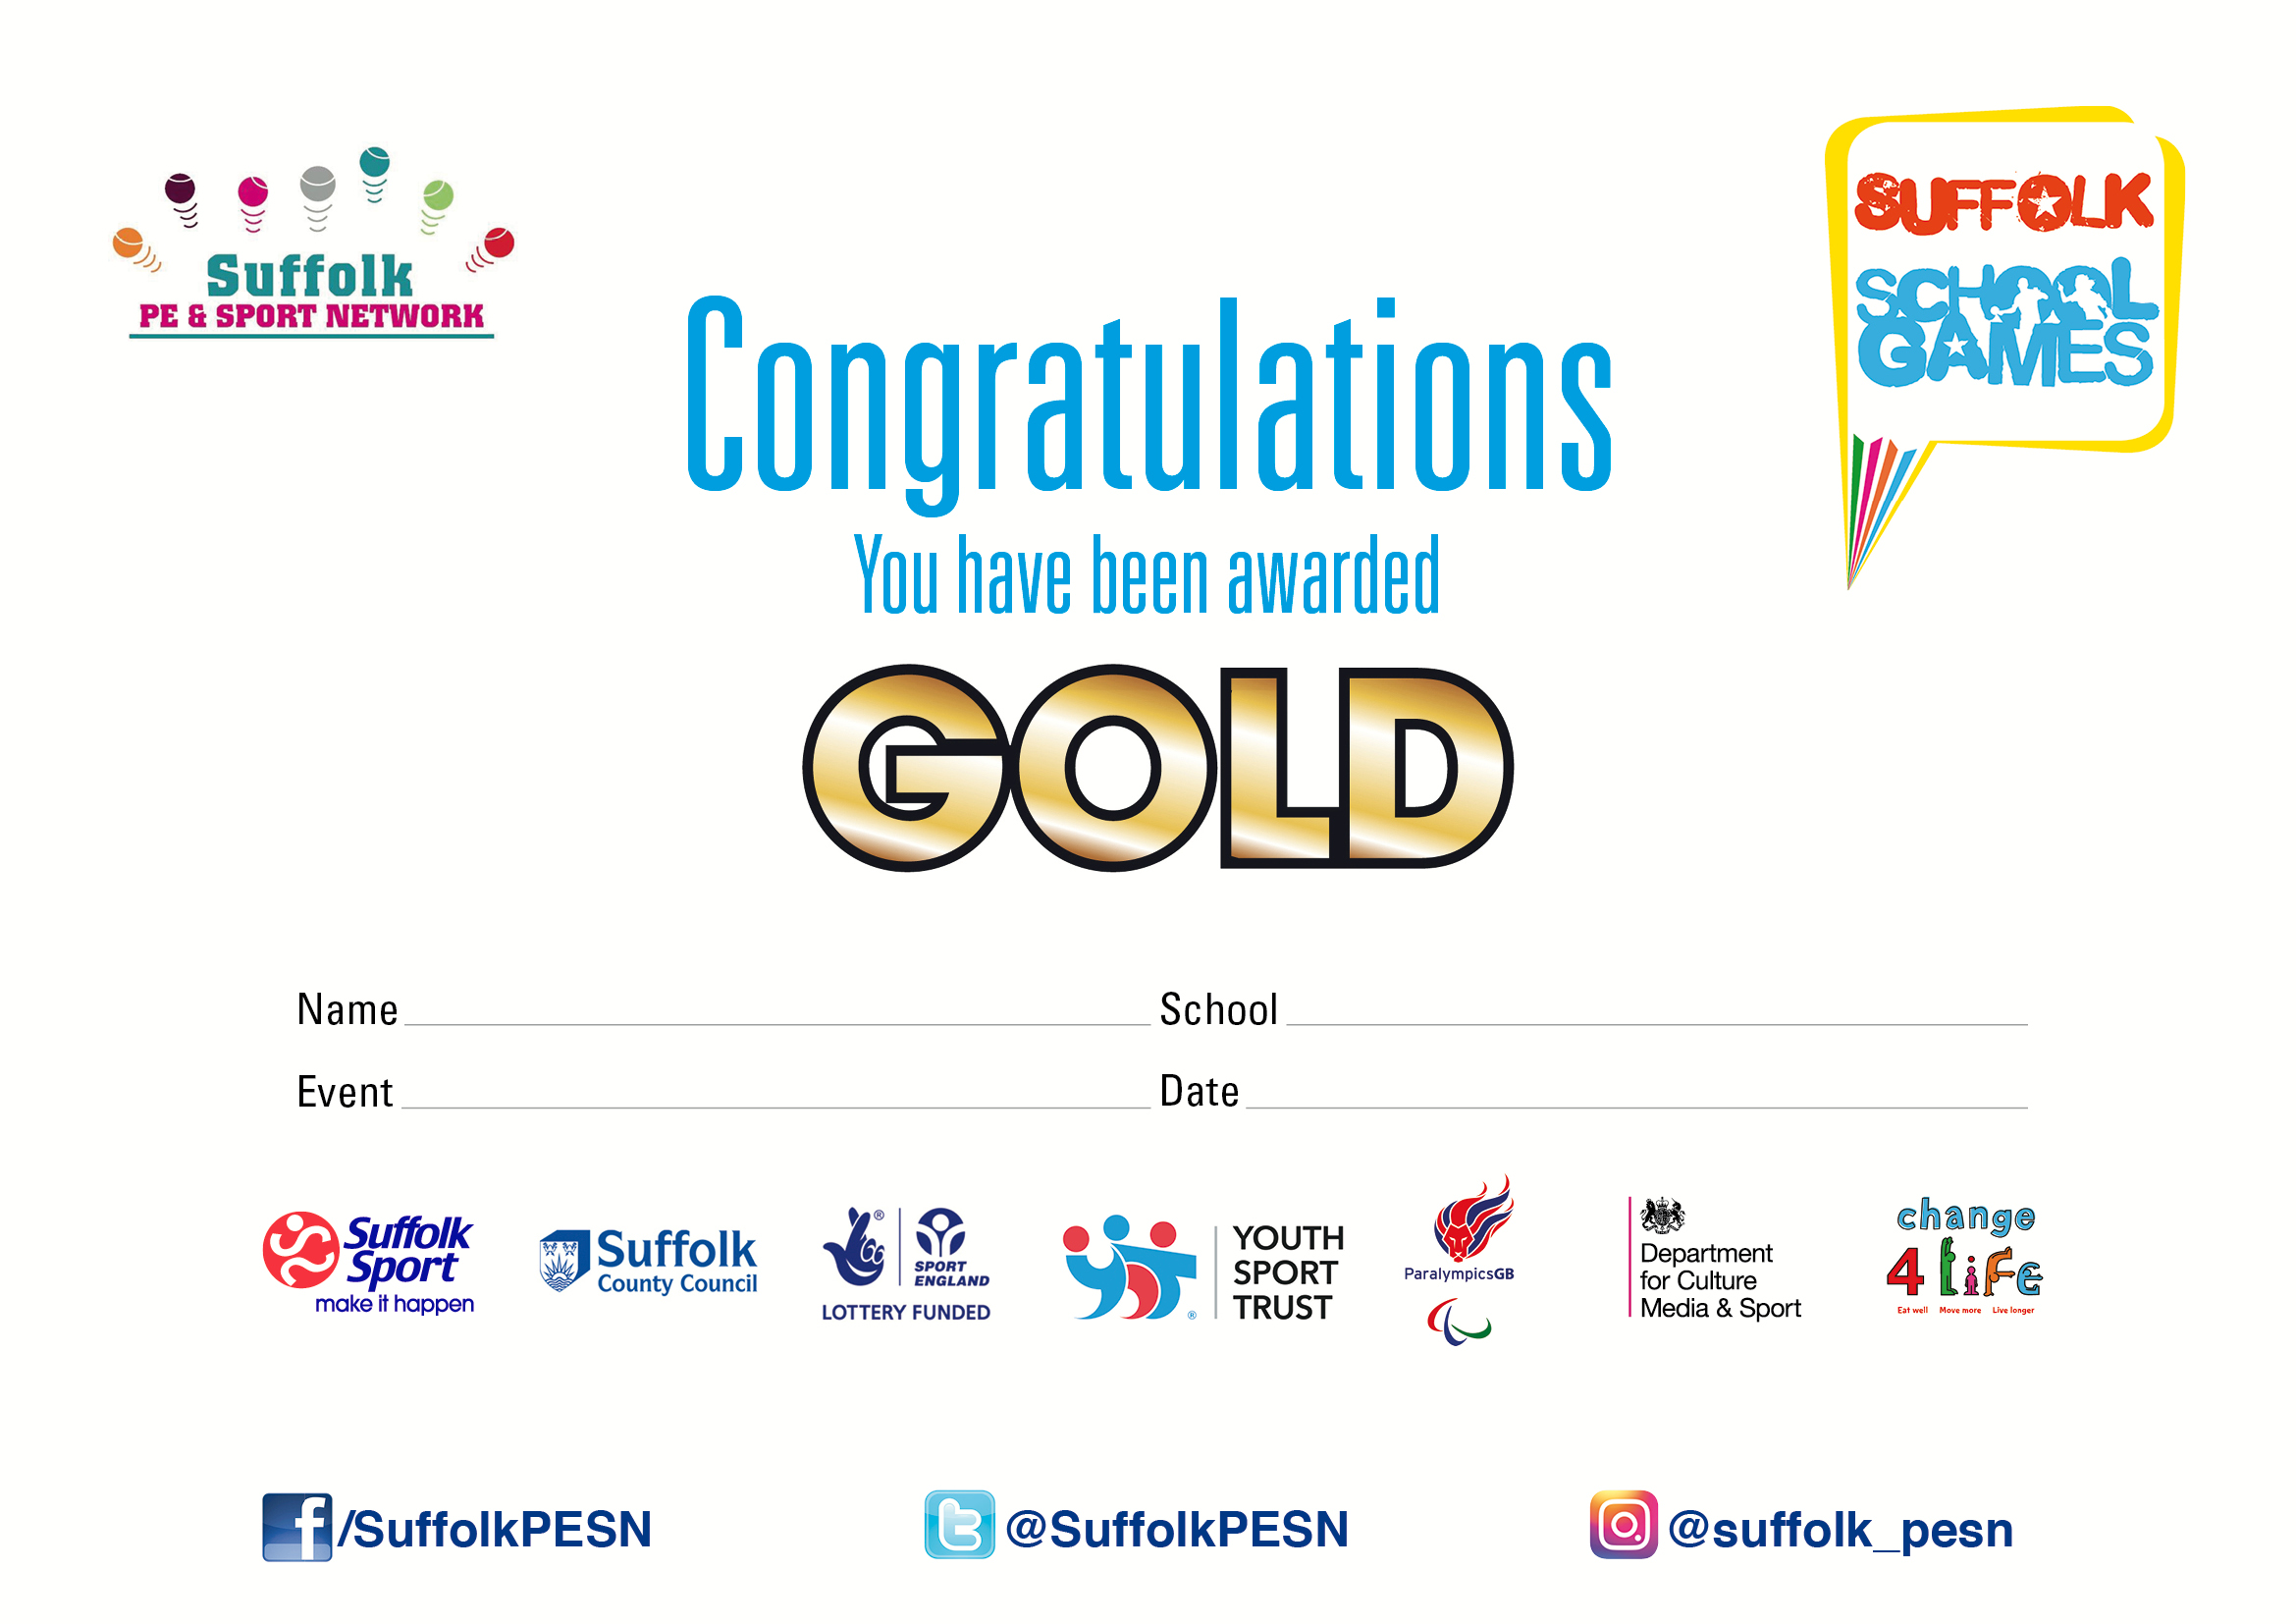 Suffolk
PE & SPORT NETWORK
SUFFOLK
SCHOOL
GAMES
Congratulations
You have been awarded
GOLD
Name
School
Event
Date
Suffolk
Sport
make it happen
Suffolk
County Council
®
SPORT
ENGLAND
LOTTERY FUNDED
®
YOUTH
SPORT
TRUST
ParalympicsGB
Department
for Culture
Media & Sport
change
4 LiFe
Eat well Move more Live longer
f/SuffolkPESN
t @SuffolkPESN
@suffolk_pesn